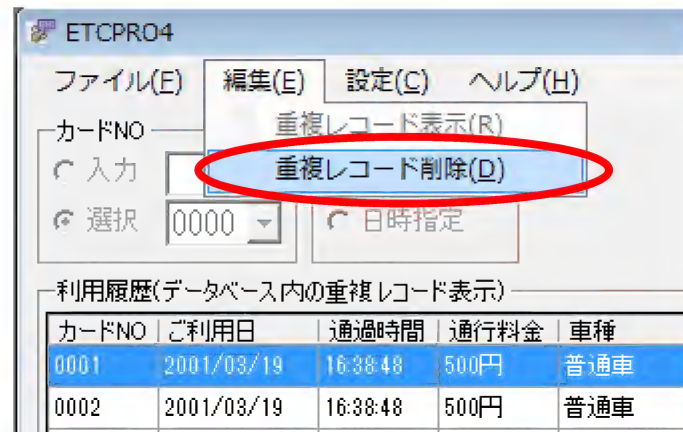 ETCPRO4
ファイル(F) 編集(E) 設定(C) ヘルプ(H)
重複レコード表示(R)
重複レコード削除(D)
カードNO
入力
選択 0000 日時指定
利用履歴(データベース内の重複レコード表示)
カードNO ご利用日 通過時間 通行料金 車種
0001 2001/03/19 16:38:48 500円 普通車
0002 2001/03/19 16:38:48 500円 普通車